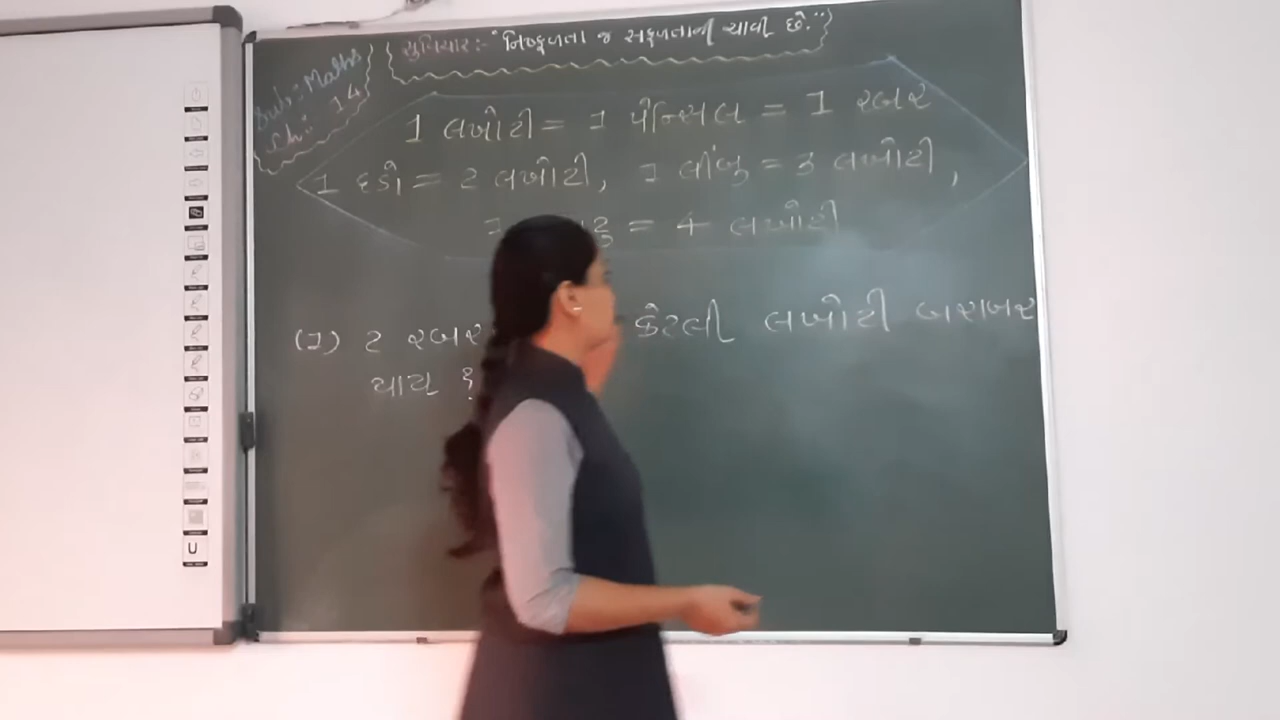 Sub:- Maths
Ch: 14
સુવિચાર:- "નિષ્ફળતા જ સફળતાની ચાવી છે."
1 લખોટી = 1 પેન્સિલ = 1 રબર
1 દડો = 2 લખોટી, 1 લીંબુ = 3 લખોટી,
= 4 લખોટી
(1) 2 રબર કેટલી લખોટી બરાબર
થાય ?
U